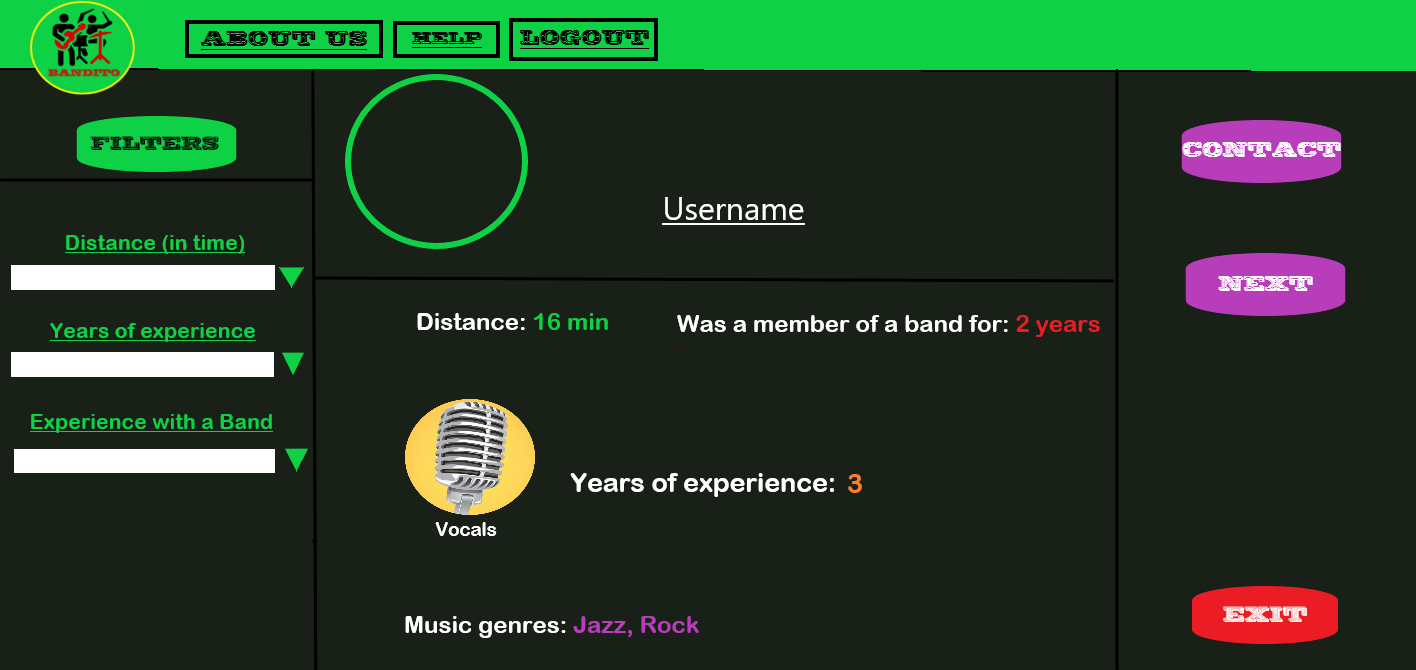 BANDITO
ABOUT US
HELP
LOGOUT
FILTERS
Distance (in time)
Years of experience
Experience with a Band
Username
Distance: 16 min
Was a member of a band for: 2 years
Vocals
Years of experience: 3
Music genres: Jazz, Rock
CONTACT
NEXT
EXIT